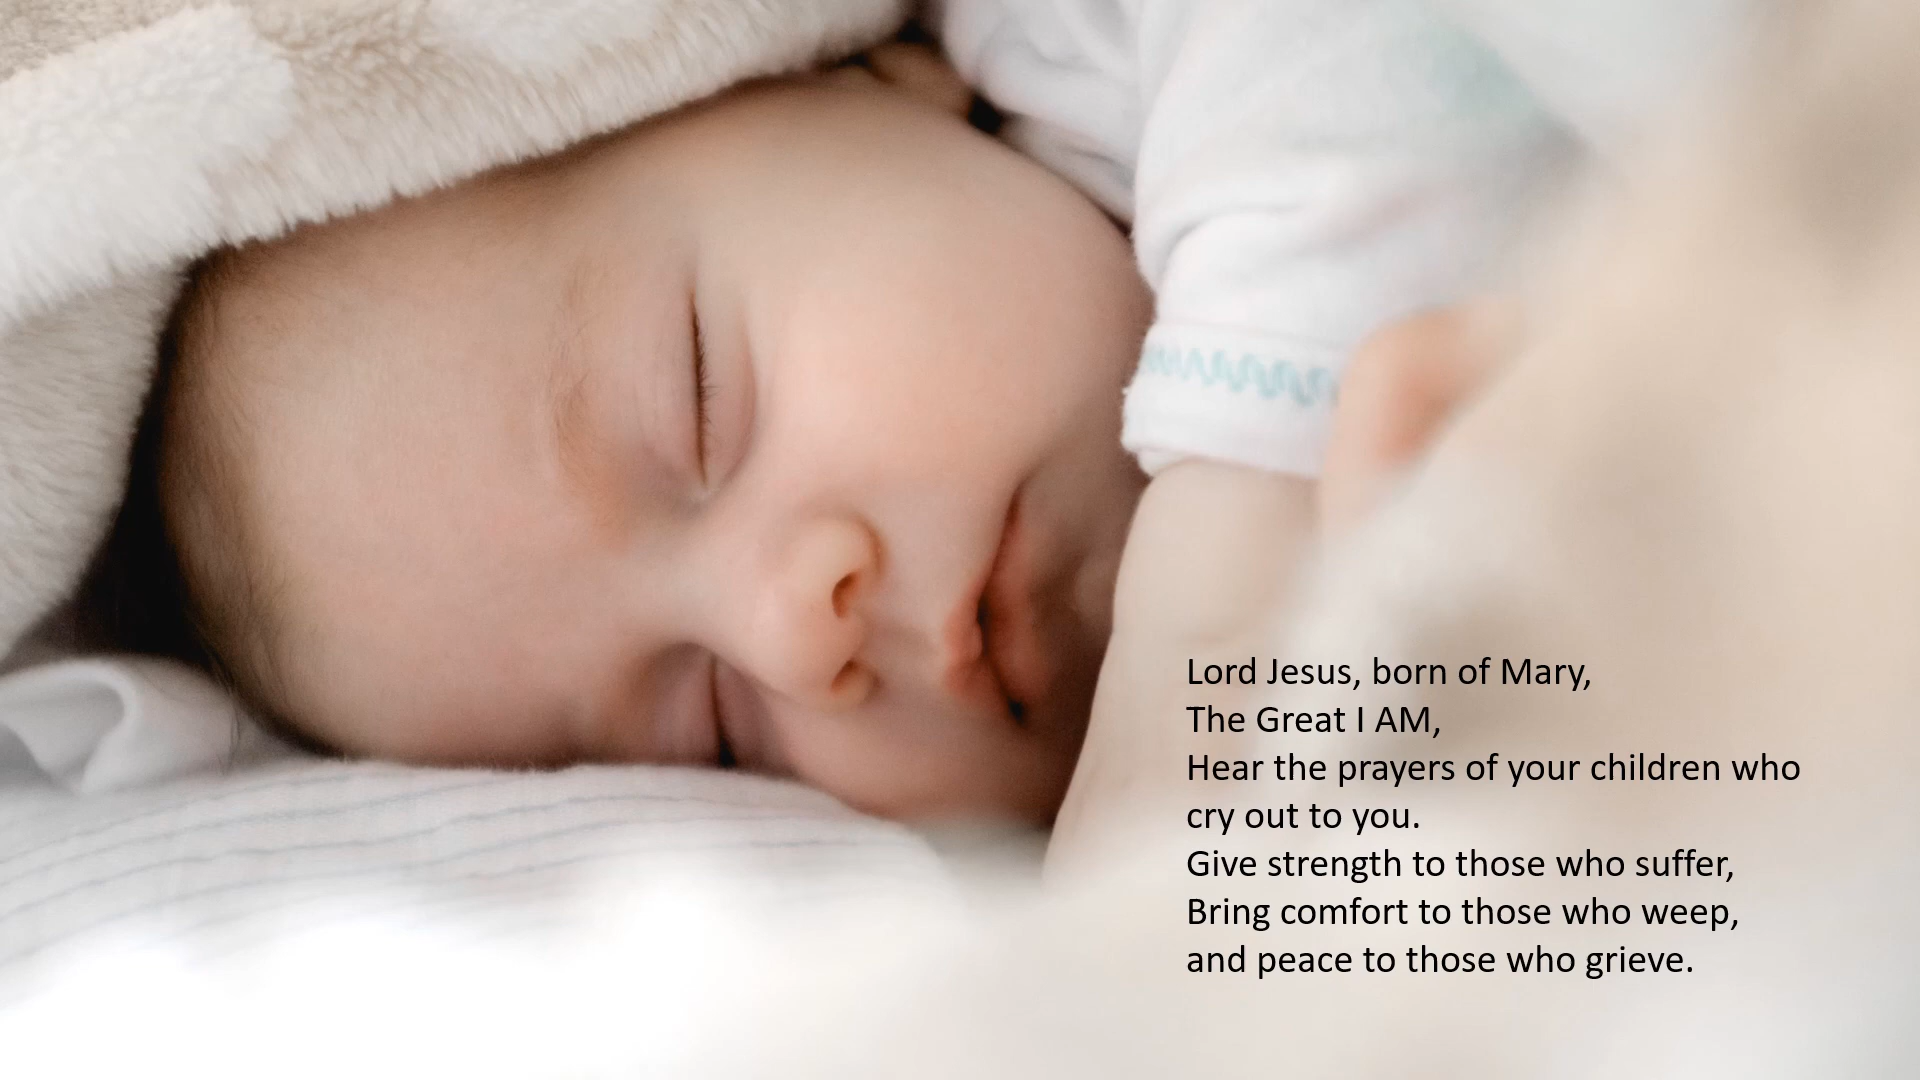 Lord Jesus, born of Mary,
The Great I AM,
Hear the prayers of your children who
cry out to you.
Give strength to those who suffer,
Bring comfort to those who weep,
and peace to those who grieve.